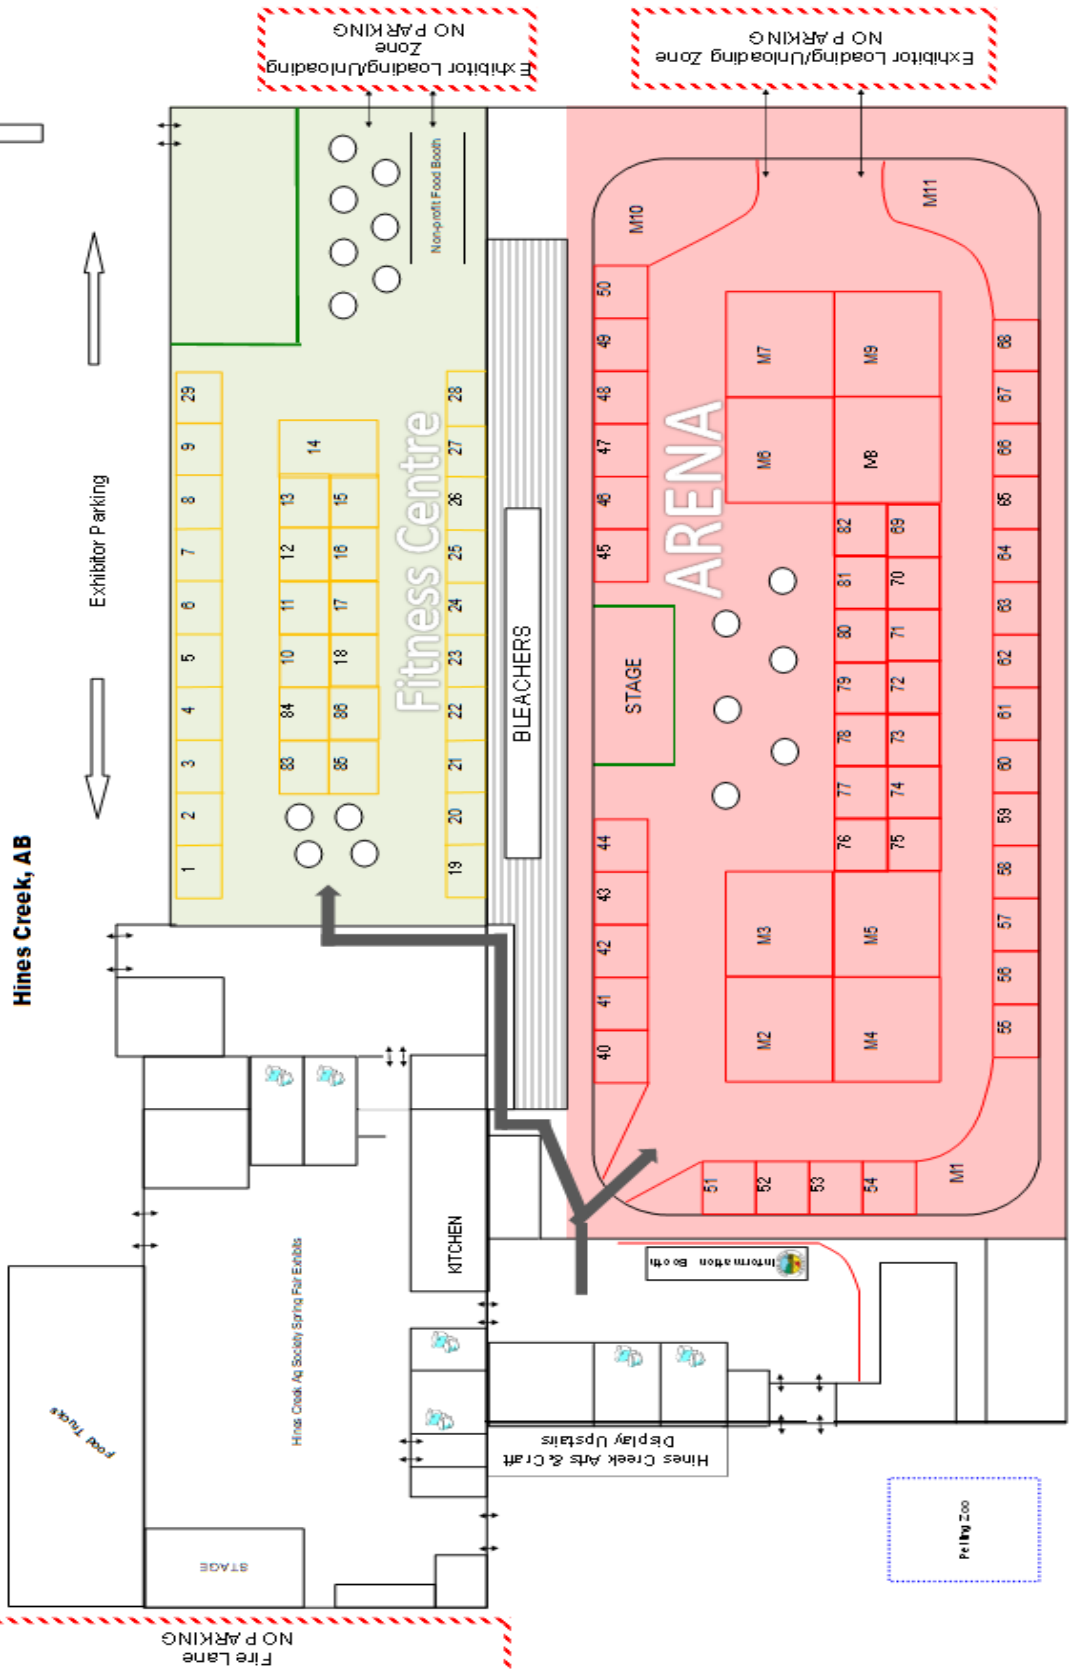 Exhibitor Loading/Unloading
Zone
NO PARKING
Exhibitor Loading/Unloading Zone
NO PARKING
Hines Creek, AB
Exhibitor Parking
Non-profit Food Booth
Fitness Centre
1
2
3
4
5
6
7
8
9
29
83
84
10
11
12
13
14
85
86
18
17
16
15
19
20
21
22
23
24
25
26
27
28
BLEACHERS
ARENA
STAGE
40
41
42
43
44
45
46
47
48
49
50
M10
M11
M7
M9
M6
M8
M3
M5
M2
M4
M1
82
81
80
79
78
77
76
69
70
71
72
73
74
75
68
67
66
65
64
63
62
61
60
59
58
57
56
55
51
52
53
54
KITCHEN
Hines Creek Ag Society Spring Fair Exhibits
Food Trucks
STAGE
Information Booth
Hines Creek Arts & Craft
Display Upstairs
Petting Zoo
Fire Lane
NO PARKING